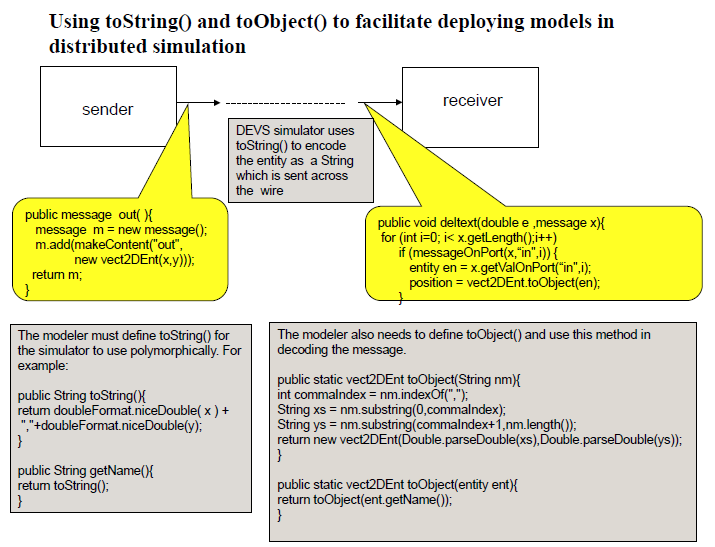 Using toString() and toObject() to facilitate deploying models in
distributed simulation
sender
receiver
DEVS simulator uses
toString() to encode
the entity as a String
which is sent across
the wire
public message out( ){
message m = new message();
m.add(makeContent("out",
new vect2DEnt(x,y)));
return m;
}
public void deltext(double e ,message x){
for (int i=0; i< x.getLength();i++)
if (messageOnPort(x,“in”,i)) {
entity en = x.getValOnPort(“in”,i);
position = vect2DEnt.toObject(en);
}
The modeler must define toString() for
the simulator to use polymorphically. For
example:
public String toString(){
return doubleFormat.niceDouble( x ) +
","+doubleFormat.niceDouble(y);
}
public String getName(){
return toString();
}
The modeler also needs to define toObject() and use this method in
decoding the message.
public static vect2DEnt toObject(String nm){
int commaIndex = nm.indexOf(",");
String xs = nm.substring(0,commaIndex);
String ys = nm.substring(commaIndex+1,nm.length());
return new vect2DEnt(Double.parseDouble(xs),Double.parseDouble(ys));
}
public static vect2DEnt toObject(entity ent){
return toObject(ent.getName());
}